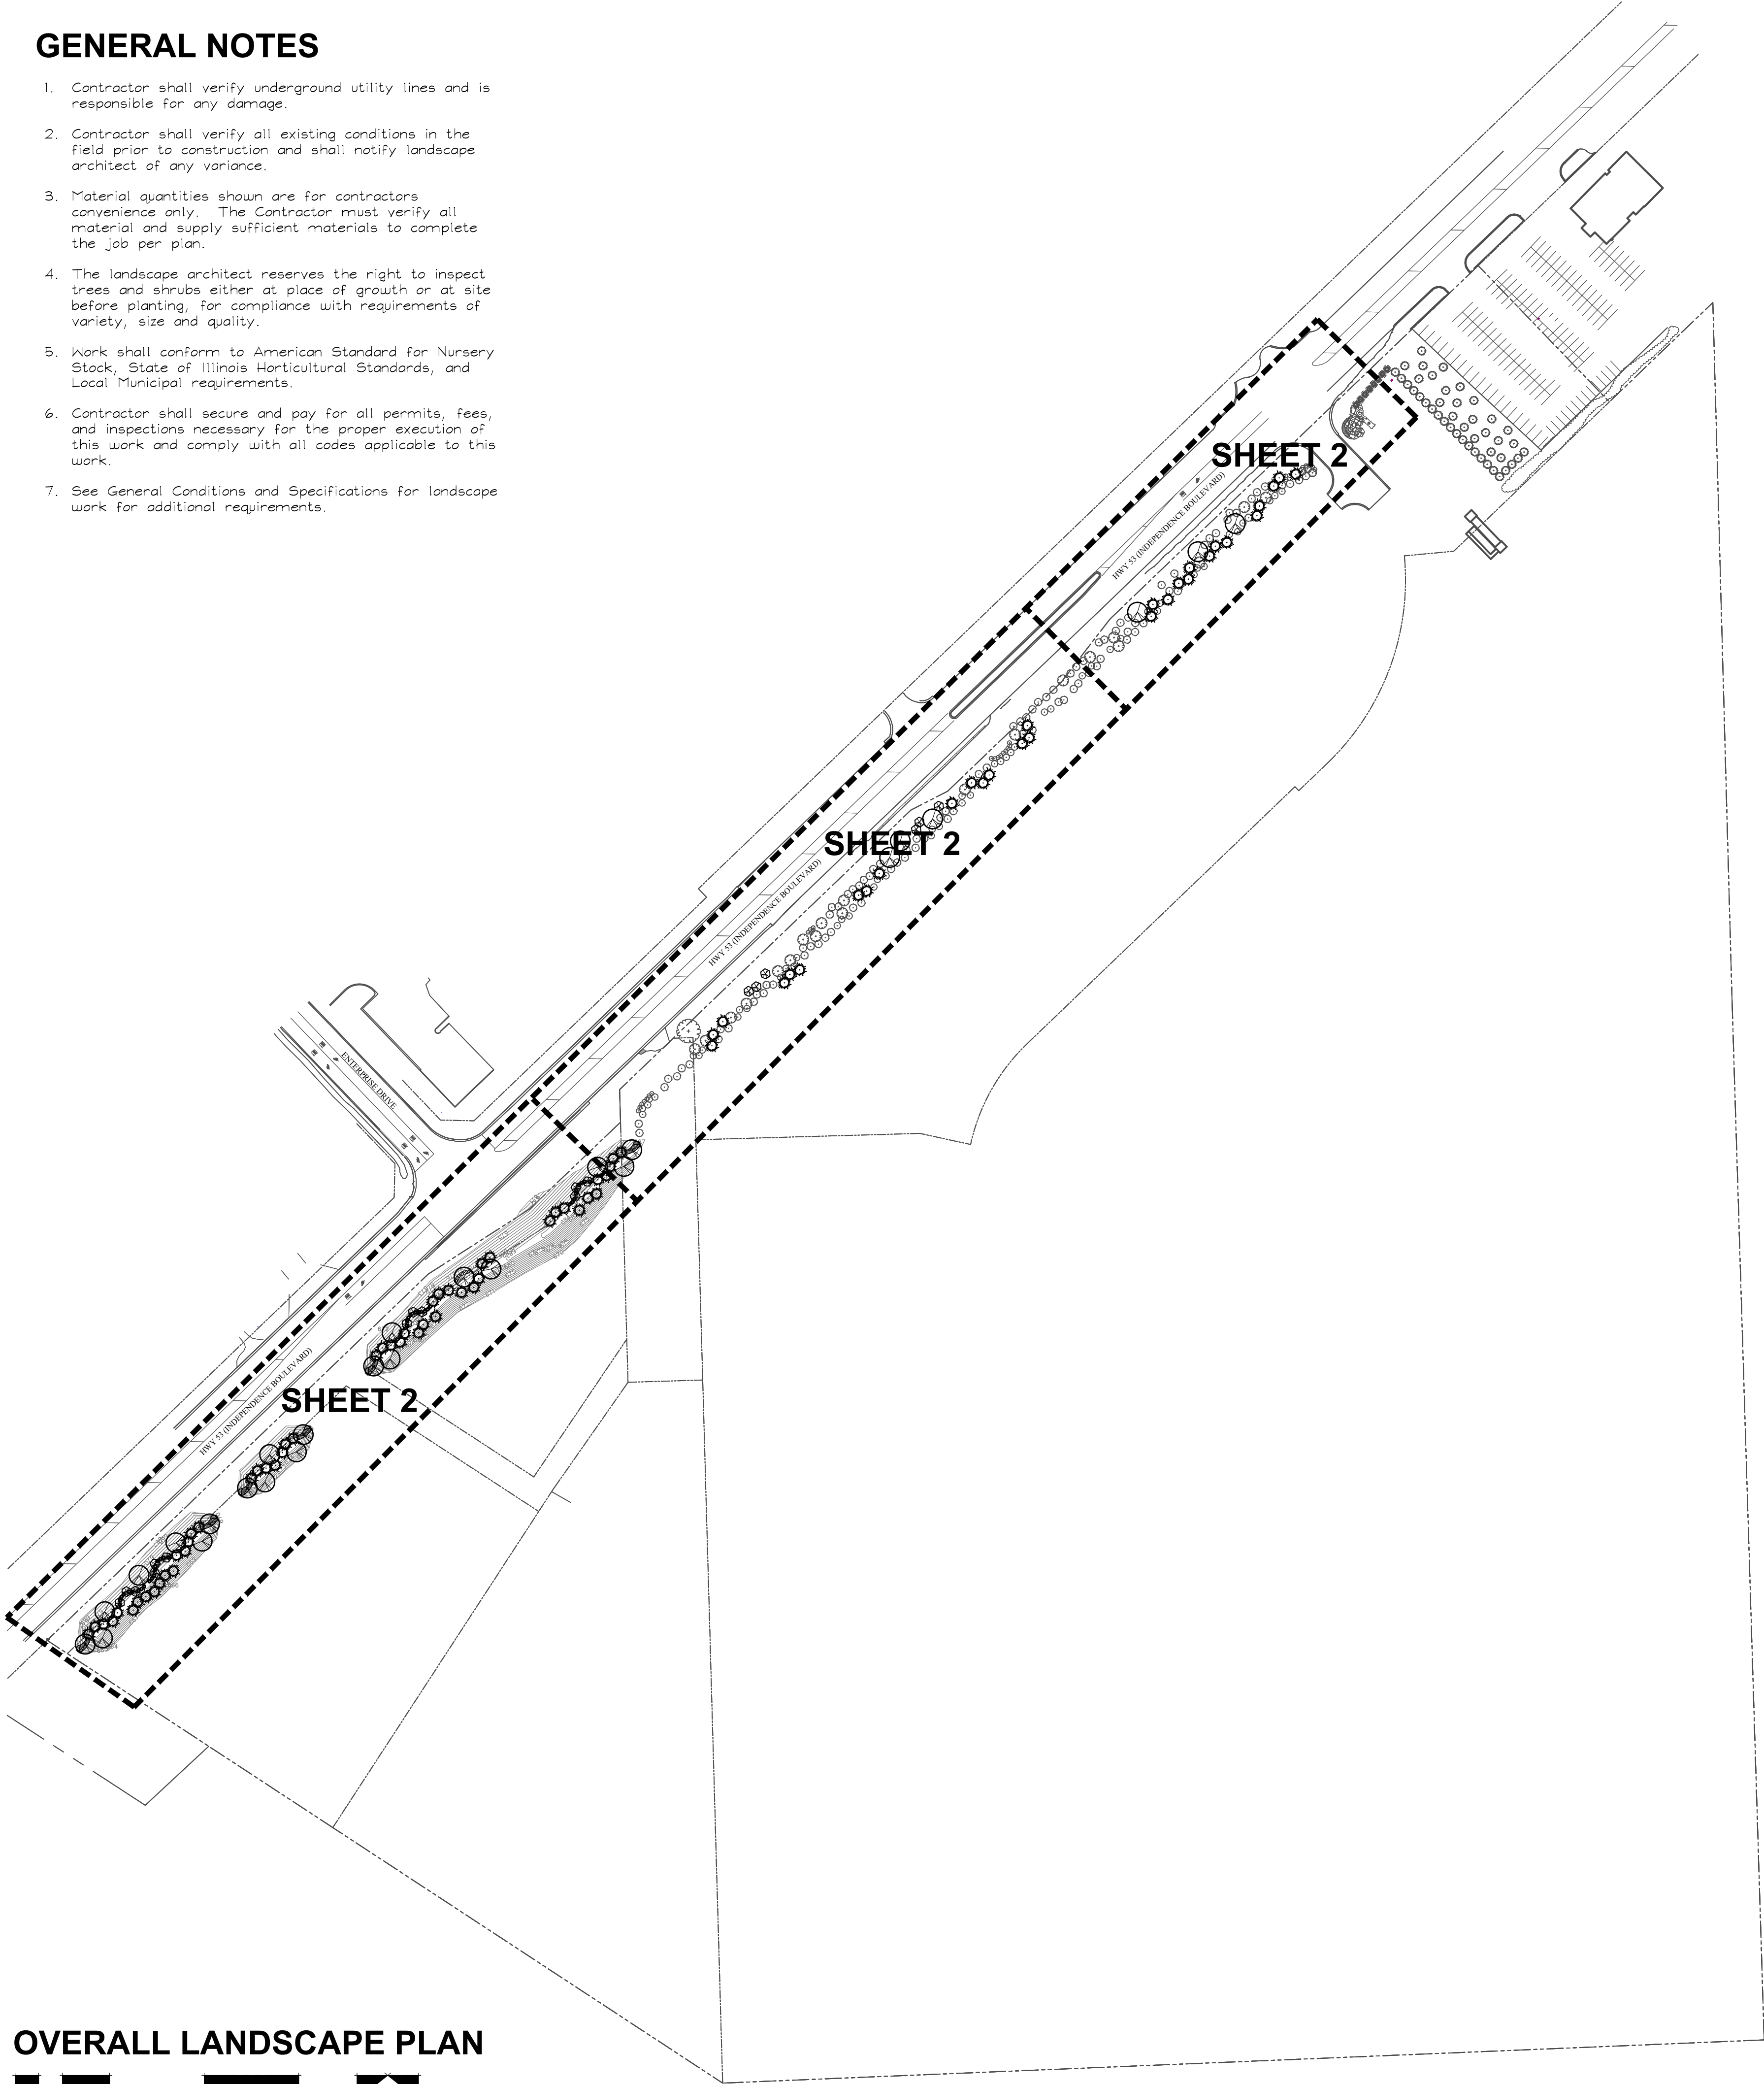 GENERAL NOTES
1. Contractor shall verify underground utility lines and is
responsible for any damage.
2. Contractor shall verify all existing conditions in the
field prior to construction and shall notify landscape
architect of any variance.
3. Material quantities shown are for contractors
convenience only. The Contractor must verify all
material and supply sufficient materials to complete
the job per plan.
4. The landscape architect reserves the right to inspect
trees and shrubs either at place of growth or at site
before planting, for compliance with requirements of
variety, size and quality.
5. Work shall conform to American Standard for Nursery
Stock, State of Illinois Horticultural Standards, and
Local Municipal requirements.
6. Contractor shall secure and pay for all permits, fees,
and inspections necessary for the proper execution of
this work and comply with all codes applicable to this
work.
7. See General Conditions and Specifications for landscape
work for additional requirements.
SHEET 2
HWY 53 (INDEPENDENCE BOULEVARD)
SHEET 2
HWY 53 (INDEPENDENCE BOULEVARD)
ENTERPRISE DRIVE
SHEET 2
HWY 53 (INDEPENDENCE BOULEVARD)
OVERALL LANDSCAPE PLAN